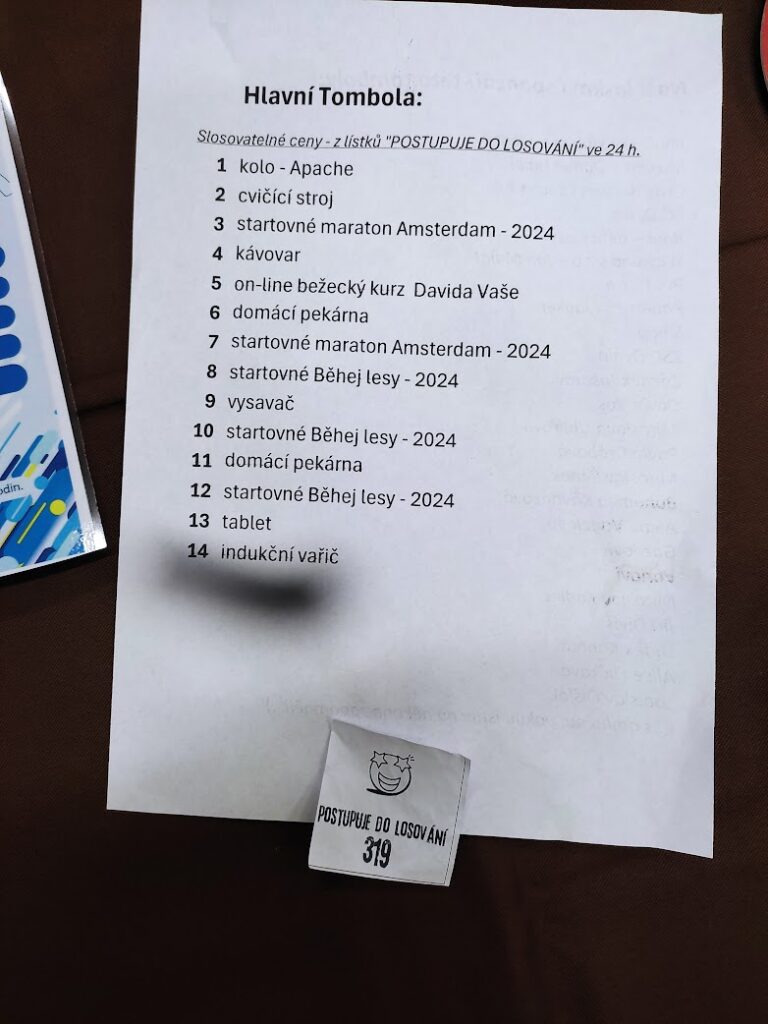 Hlavní Tombola:
Slosovatelné ceny - z lístků "POSTUPUJE DO LOSOVÁNÍ" ve 24 h.
1 kolo - Apache
2 cvičící stroj
3 startovné maraton Amsterdam - 2024
4 kávovar
5 on-line bežecký kurz Davida Vaše
6 domácí pekárna
7 startovné maraton Amsterdam - 2024
8 startovné Běhej lesy - 2024
9 vysavač
10 startovné Běhej lesy - 2024
11 domácí pekárna
12 startovné Běhej lesy - 2024
13 tablet
14 indukční vařič
odin.
POSTUPUJE DO LOSOVÁNÍ
319